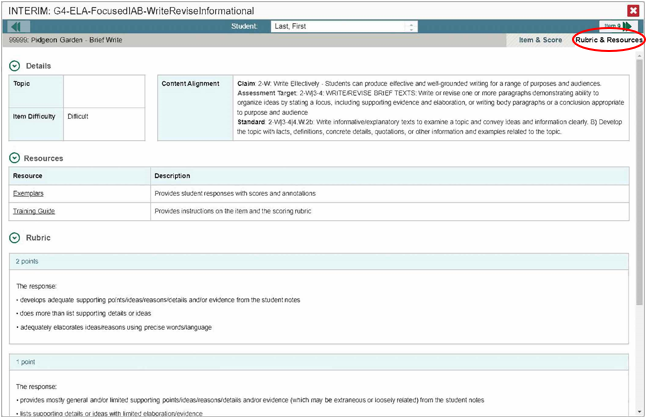 INTERIM: G4-ELA-FocusedIAB-WriteReviseInformational
Student: Last, First
Item 9
99999: Pidgeon Garden - Brief Write
Item & Score
Rubric & Resources
Details
Topic
Item Difficulty Difficult
Content Alignment
Claim: 2-W: Write Effectively - Students can produce effective and well-grounded writing for a range of purposes and audiences.
Assessment Target: 2-W|3-4: WRITE/REVISE BRIEF TEXTS: Write or revise one or more paragraphs demonstrating ability to
organize ideas by stating a focus, including supporting evidence and elaboration, or writing body paragraphs or a conclusion appropriate
to purpose and audience
Standard: 2-W|3-4|4.W.2b: Write informative/explanatory texts to examine a topic and convey ideas and information clearly. B) Develop
the topic with facts, definitions, concrete details, quotations, or other information and examples related to the topic.
Resources
Resource Description
Exemplars Provides student responses with scores and annotations
Training Guide Provides instructions on the item and the scoring rubric
Rubric
2 points
The response:
• develops adequate supporting points/ideas/reasons/details and/or evidence from the student notes
• does more than list supporting details or ideas
• adequately elaborates ideas/reasons using precise words/language
1 point
The response:
• provides mostly general and/or limited supporting points/ideas/reasons/details and/or evidence (which may be extraneous or loosely related) from the student notes
• lists supporting details or ideas with limited elaboration/evidence